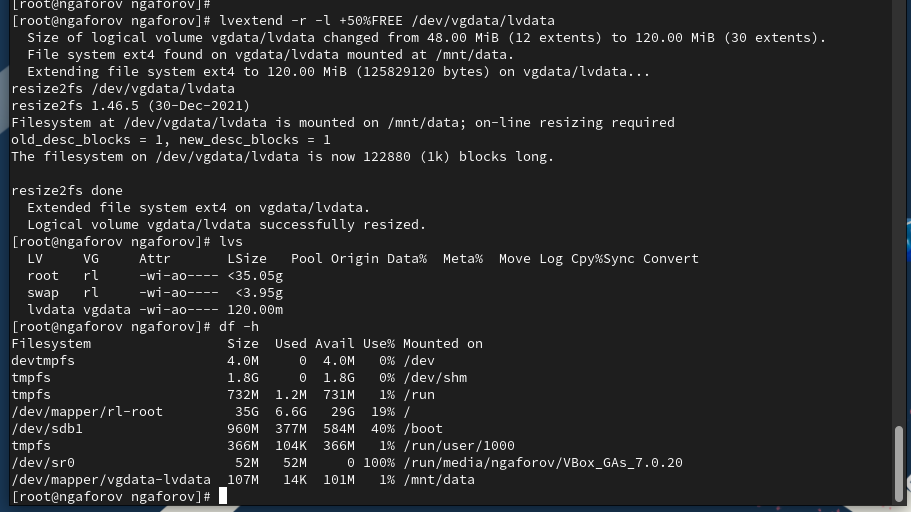 [root@ngaforov ngaforov]#
[root@ngaforov ngaforov]# lvextend -r -l +50%FREE /dev/vgdata/lvdata
  Size of logical volume vgdata/lvdata changed from 48.00 MiB (12 extents) to 120.00 MiB (30 extents).
  File system ext4 found on vgdata/lvdata mounted at /mnt/data.
  Extending file system ext4 to 120.00 MiB (125829120 bytes) on vgdata/lvdata...
resize2fs /dev/vgdata/lvdata
resize2fs 1.46.5 (30-Dec-2021)
Filesystem at /dev/vgdata/lvdata is mounted on /mnt/data; on-line resizing required
old_desc_blocks = 1, new_desc_blocks = 1
The filesystem on /dev/vgdata/lvdata is now 122880 (1k) blocks long.

resize2fs done
  Extended file system ext4 on vgdata/lvdata.
  Logical volume vgdata/lvdata successfully resized.
[root@ngaforov ngaforov]# lvs
  LV     VG     Attr       LSize   Pool Origin Data%  Meta%  Move Log Cpy%Sync Convert
  root   rl     -wi-ao---- <35.05g
  swap   rl     -wi-ao----  <3.95g
  lvdata vgdata -wi-ao---- 120.00m
[root@ngaforov ngaforov]# df -h
Filesystem                 Size  Used Avail Use% Mounted on
devtmpfs                   4.0M     0  4.0M   0% /dev
tmpfs                      1.8G     0  1.8G   0% /dev/shm
tmpfs                      732M  1.2M  731M   1% /run
/dev/mapper/rl-root         35G  6.6G   29G  19% /
/dev/sdb1                  960M  377M  584M  40% /boot
tmpfs                      366M  104K  366M   1% /run/user/1000
/dev/sr0                    52M   52M     0 100% /run/media/ngaforov/VBox_GAs_7.0.20
/dev/mapper/vgdata-lvdata  107M   14K  101M   1% /mnt/data
[root@ngaforov ngaforov]#